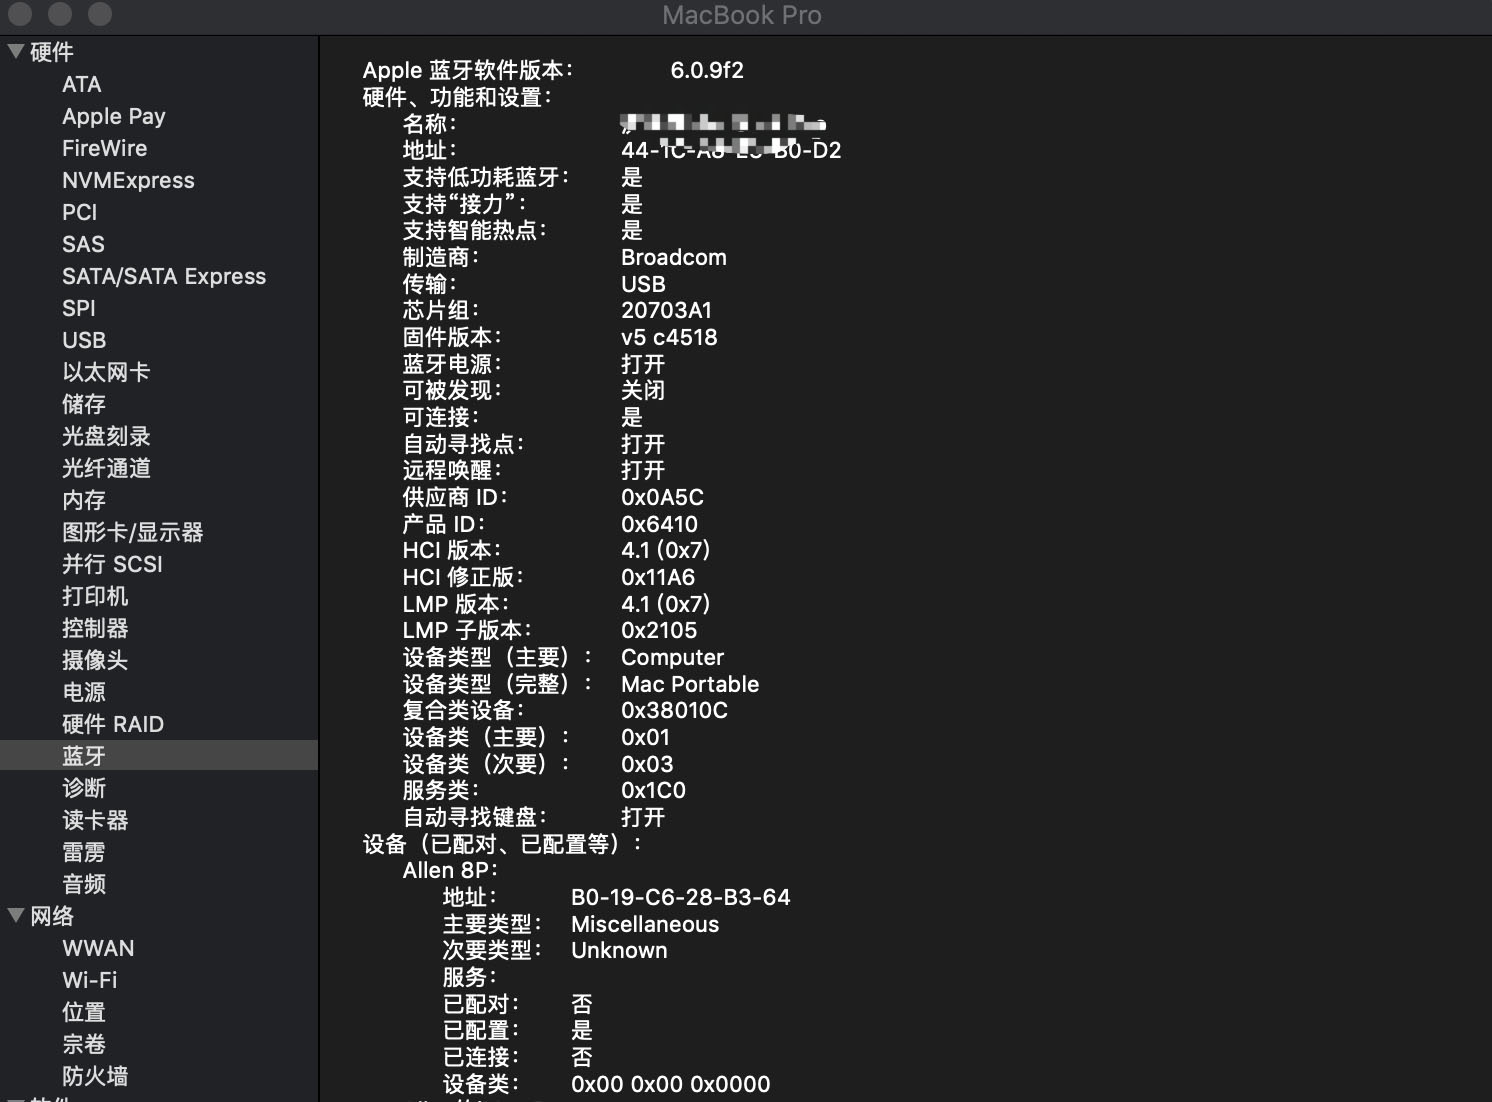 MacBook Pro
硬件
ATA
Apple Pay
FireWire
NVMExpress
PCI
SAS
SATA/SATA Express
SPI
USB
以太网卡
储存
光盘刻录
光纤通道
内存
图形卡/显示器
并行 SCSI
打印机
控制器
摄像头
电源
硬件 RAID
蓝牙
诊断
读卡器
雷雳
音频
网络
WWAN
Wi-Fi
位置
宗卷
防火墙
Apple 蓝牙软件版本： 6.0.9f2
硬件、功能和设置：
名称：
地址：
支持低功耗蓝牙： 是
支持“接力”： 是
支持智能热点： 是
制造商： Broadcom
传输： USB
芯片组： 20703A1
固件版本： v5 c4518
蓝牙电源： 打开
可被发现： 关闭
可连接： 是
自动寻找点： 打开
远程唤醒： 打开
供应商 ID： 0x0A5C
产品 ID： 0x6410
HCI 版本： 4.1 (0x7)
HCI 修正版： 0x11A6
LMP 版本： 4.1 (0x7)
LMP 子版本： 0x2105
设备类型（主要）： Computer
设备类型（完整）： Mac Portable
复合类设备： 0x38010C
设备类（主要）： 0x01
设备类（次要）： 0x03
服务类： 0x1C0
自动寻找键盘： 打开
设备（已配对、已配置等）：
Allen 8P：
地址： B0-19-C6-28-B3-64
主要类型： Miscellaneous
次要类型： Unknown
服务：
已配对： 否
已配置： 是
已连接： 否
设备类： 0x00 0x00 0x0000